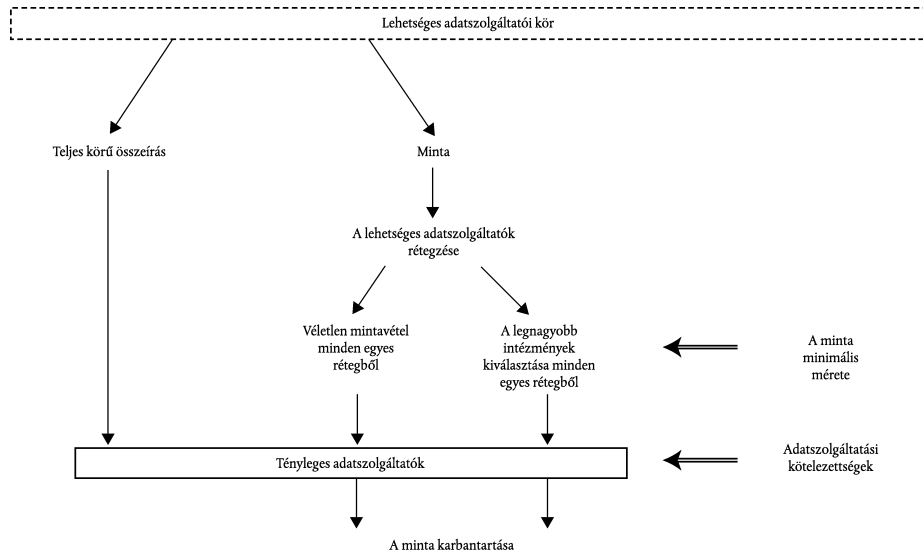 Lehetséges adatszolgáltatói kör
Teljes körű összeírás
Minta
A lehetséges adatszolgáltatók
rétegzése
Véletlen mintavétel
minden egyes
rétegből
A legnagyobb
intézmények
kiválasztása minden
egyes rétegből
A minta
minimális
mérete
Tényleges adatszolgáltatók
Adatszolgáltatási
kötelezettségek
A minta karbantartása